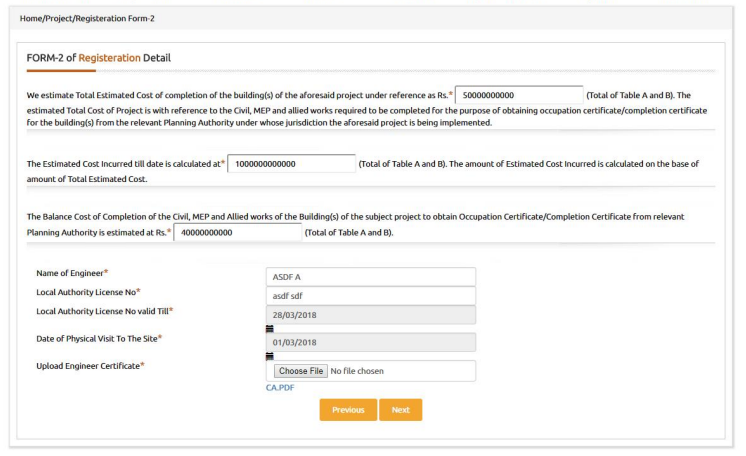 Home/Project/Registeration Form-2
FORM-2 of Registeration Detail
We estimate Total Estimated Cost of completion of the building(s) of the aforesaid project under reference as Rs.* 50000000000 (Total of Table A and B). The
estimated Total Cost of Project is with reference to the Civil, MEP and allied works required to be completed for the purpose of obtaining occupation certificate/completion certificate
for the building(s) from the relevant Planning Authority under whose jurisdiction the aforesaid project is being implemented.
The Estimated Cost Incurred till date is calculated at* 1000000000000 (Total of Table A and B). The amount of Estimated Cost Incurred is calculated on the base of
amount of Total Estimated Cost.
The Balance Cost of Completion of the Civil, MEP and Allied works of the Building(s) of the subject project to obtain Occupation Certificate/Completion Certificate from relevant
Planning Authority is estimated at Rs.* 40000000000 (Total of Table A and B).
Name of Engineer* ASDF A
Local Authority License No* asdf sdf
Local Authority License No valid Till* 28/03/2018
Date of Physical Visit To The Site* 01/03/2018
Upload Engineer Certificate* Choose File No file chosen
CA.PDF
Previous Next